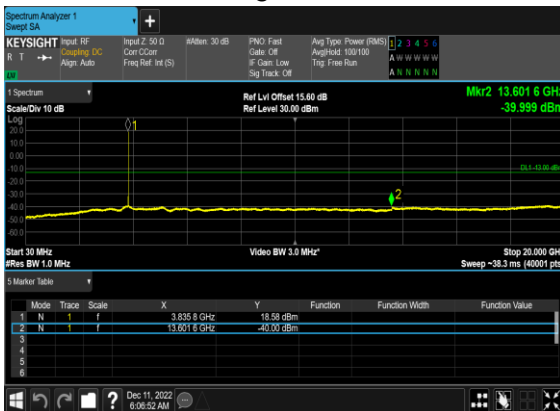 Spectrum Analyzer 1
Swept SA
KEYSIGHT Input: RF Input Z: 50 Ω #Atten: 30 dB PNO: Fast Avg Type: Power (RMS) 1 2 3 4 5 6
R T Coupling: DC Corr CCorr Gate: Off Avg|Hold: 100/100 A W W W W W
Align: Auto Freq Ref: Int (S) IF Gain: Low Trig: Free Run
Sig Track: Off A N N N N N
1 Spectrum Ref Lvl Offset 15.60 dB Mkr2 13.601 6 GHz
Scale/Div 10 dB Ref Level 30.00 dBm -39.999 dBm
Log
20.0 1
10.0
0.00
-10.0 DL1 -13.00 dBm
-20.0
-30.0
-40.0 2
-50.0
-60.0
Start 30 MHz Video BW 3.0 MHz* Stop 20.000 GH
#Res BW 1.0 MHz Sweep ~38.3 ms (40001 pts
5 Marker Table
Mode Trace Scale X Y Function Function Width Function Value
1 N 1 f 3.835 8 GHz 18.58 dBm
2 N 1 f 13.601 6 GHz -40.00 dBm
3
4
5
6
? Dec 11, 2022
6:06:52 AM